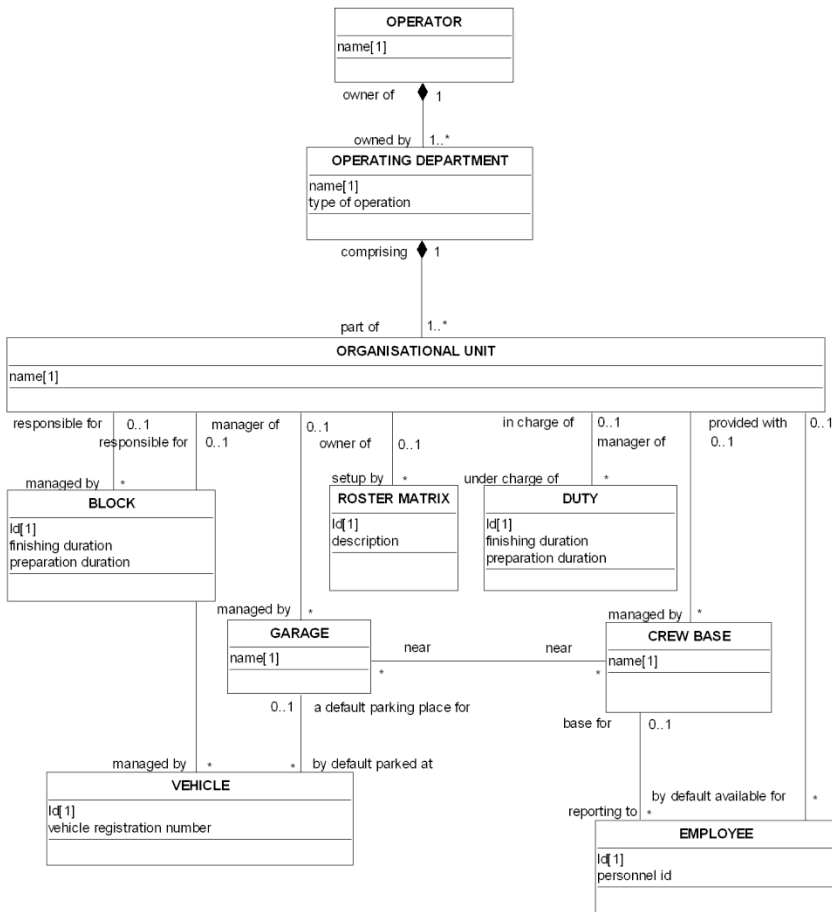 OPERATOR
name[1]
owner of
1
owned by
1..*
OPERATING DEPARTMENT
name[1]
type of operation
comprising
1
part of
1..*
ORGANISATIONAL UNIT
name[1]
responsible for 0..1
manager of 0..1
in charge of 0..1
provided with 0..1
responsible for 0..1
owner of 0..1
manager of 0..1
managed by *
setup by *
under charge of *
BLOCK
Id[1]
finishing duration
preparation duration
ROSTER MATRIX
Id[1]
description
DUTY
Id[1]
finishing duration
preparation duration
managed by *
managed by *
GARAGE
name[1]
near near
* *
CREW BASE
name[1]
0..1 a default parking place for
base for 0..1
managed by *
* by default parked at
by default available for *
reporting to *
VEHICLE
Id[1]
vehicle registration number
EMPLOYEE
Id[1]
personnel id